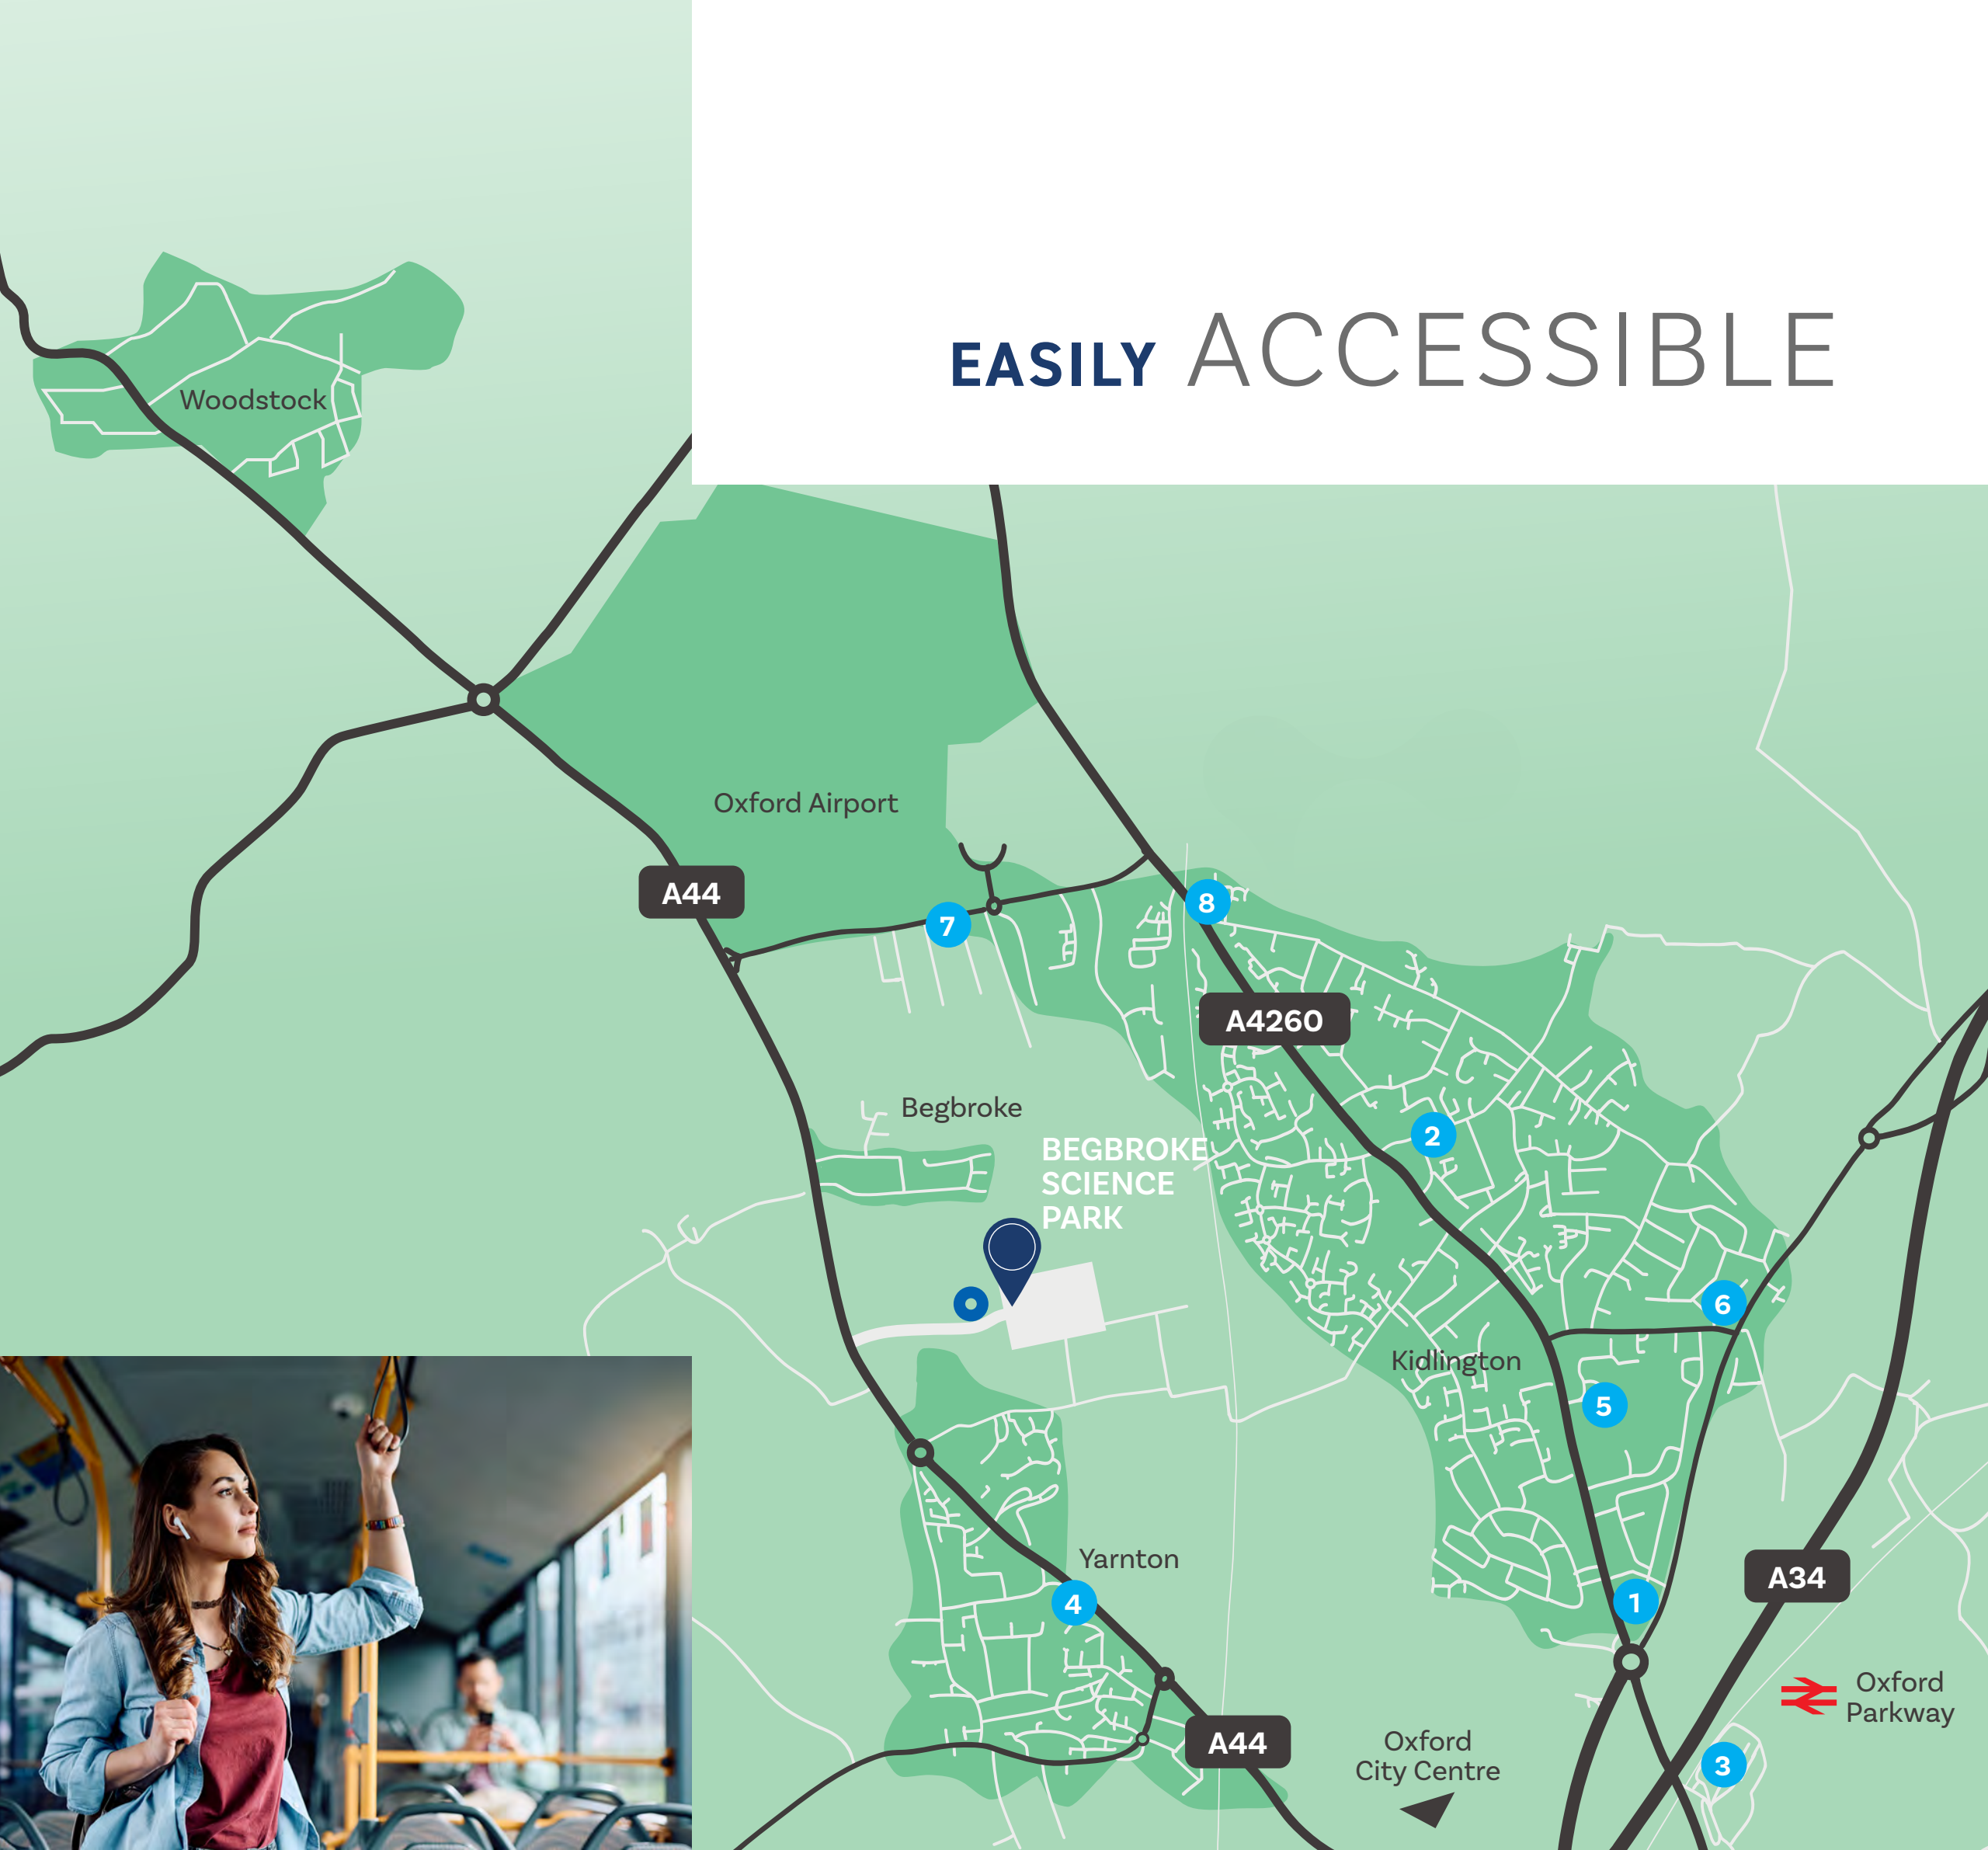 EASILY ACCESSIBLE
Woodstock
Oxford Airport
A44
7
8
A4260
Begbroke
2
BEGBROKE
SCIENCE
PARK
6
Kidlington
5
Yarnton
A34
4
1
Oxford
Parkway
A44
Oxford
City Centre
3